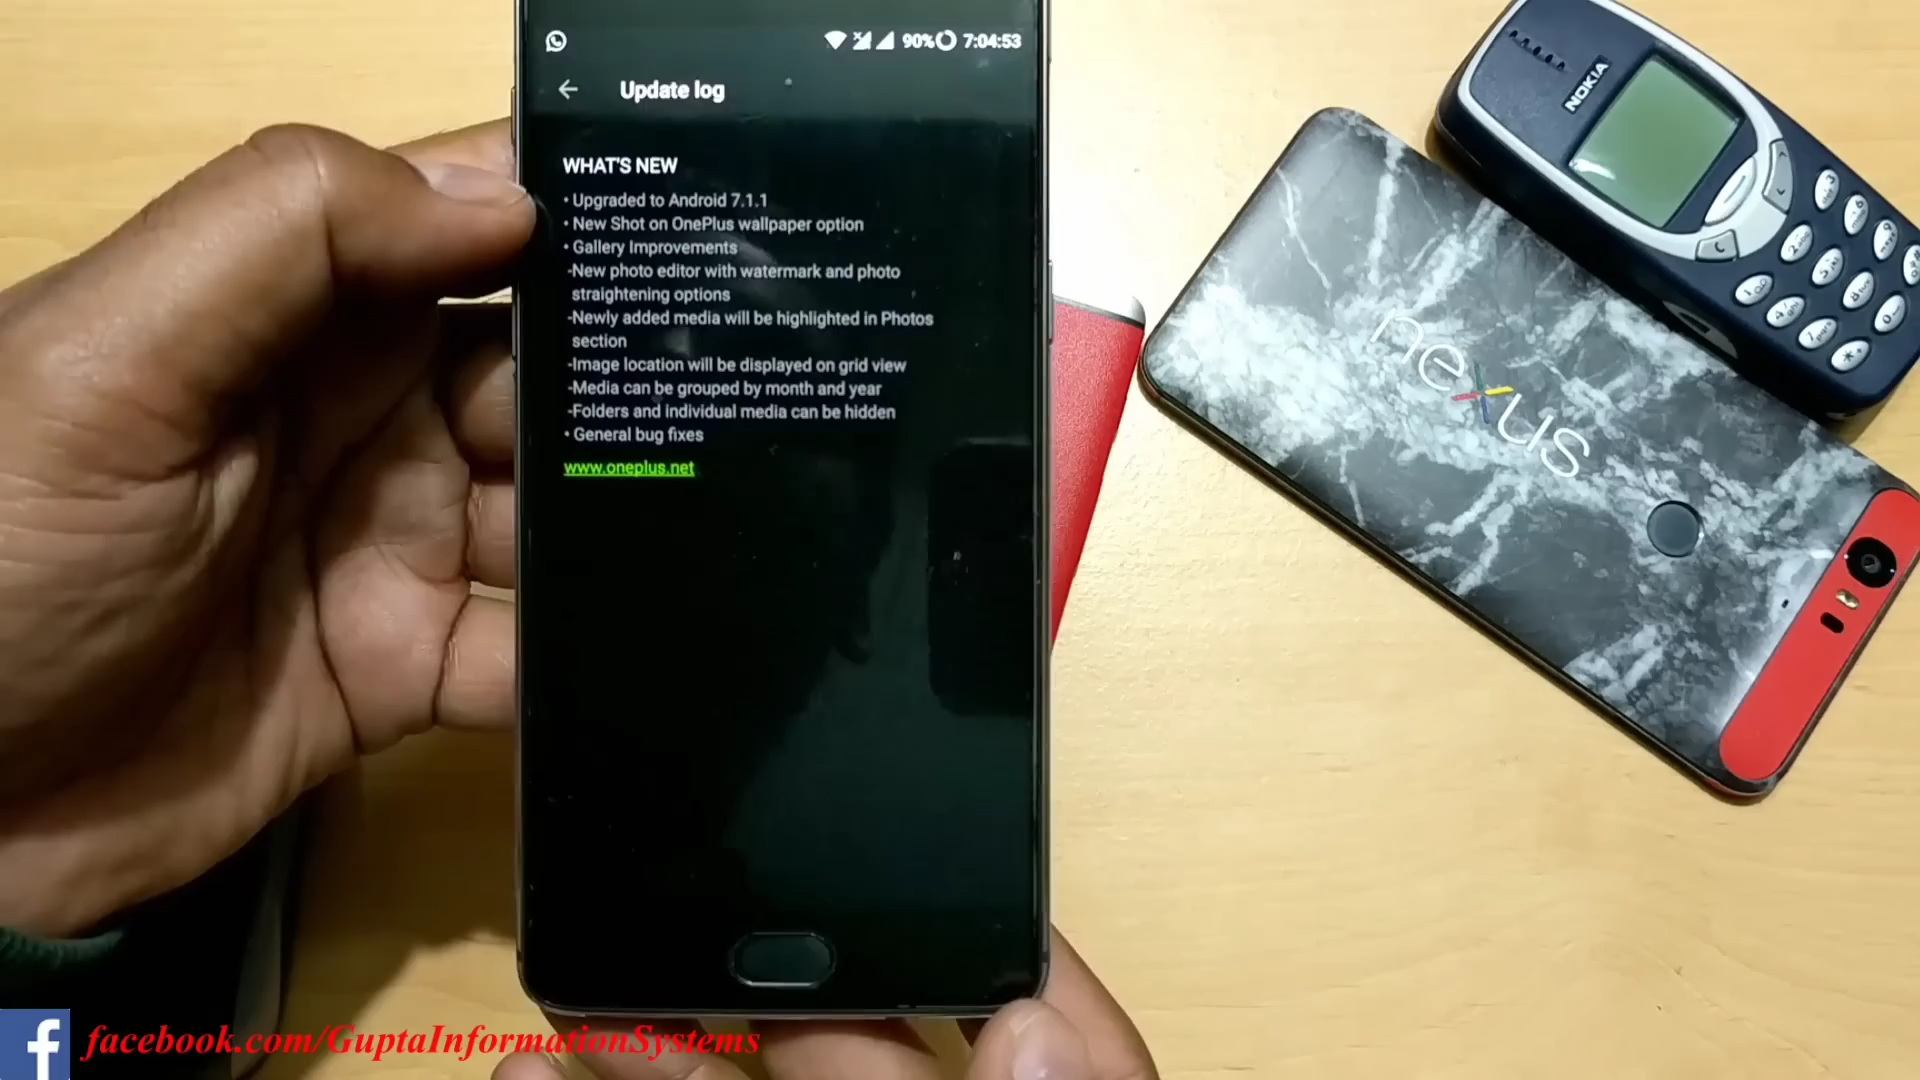 90% 7:04:53
Update log
WHAT'S NEW
• Upgraded to Android 7.1.1
• New Shot on OnePlus wallpaper option
• Gallery Improvements
-New photo editor with watermark and photo
straightening options
-Newly added media will be highlighted in Photos
section
-Image location will be displayed on grid view
-Media can be grouped by month and year
-Folders and individual media can be hidden
• General bug fixes
www.oneplus.net
NOKIA
nexus
f facebook.com/GuptaInformationSystems